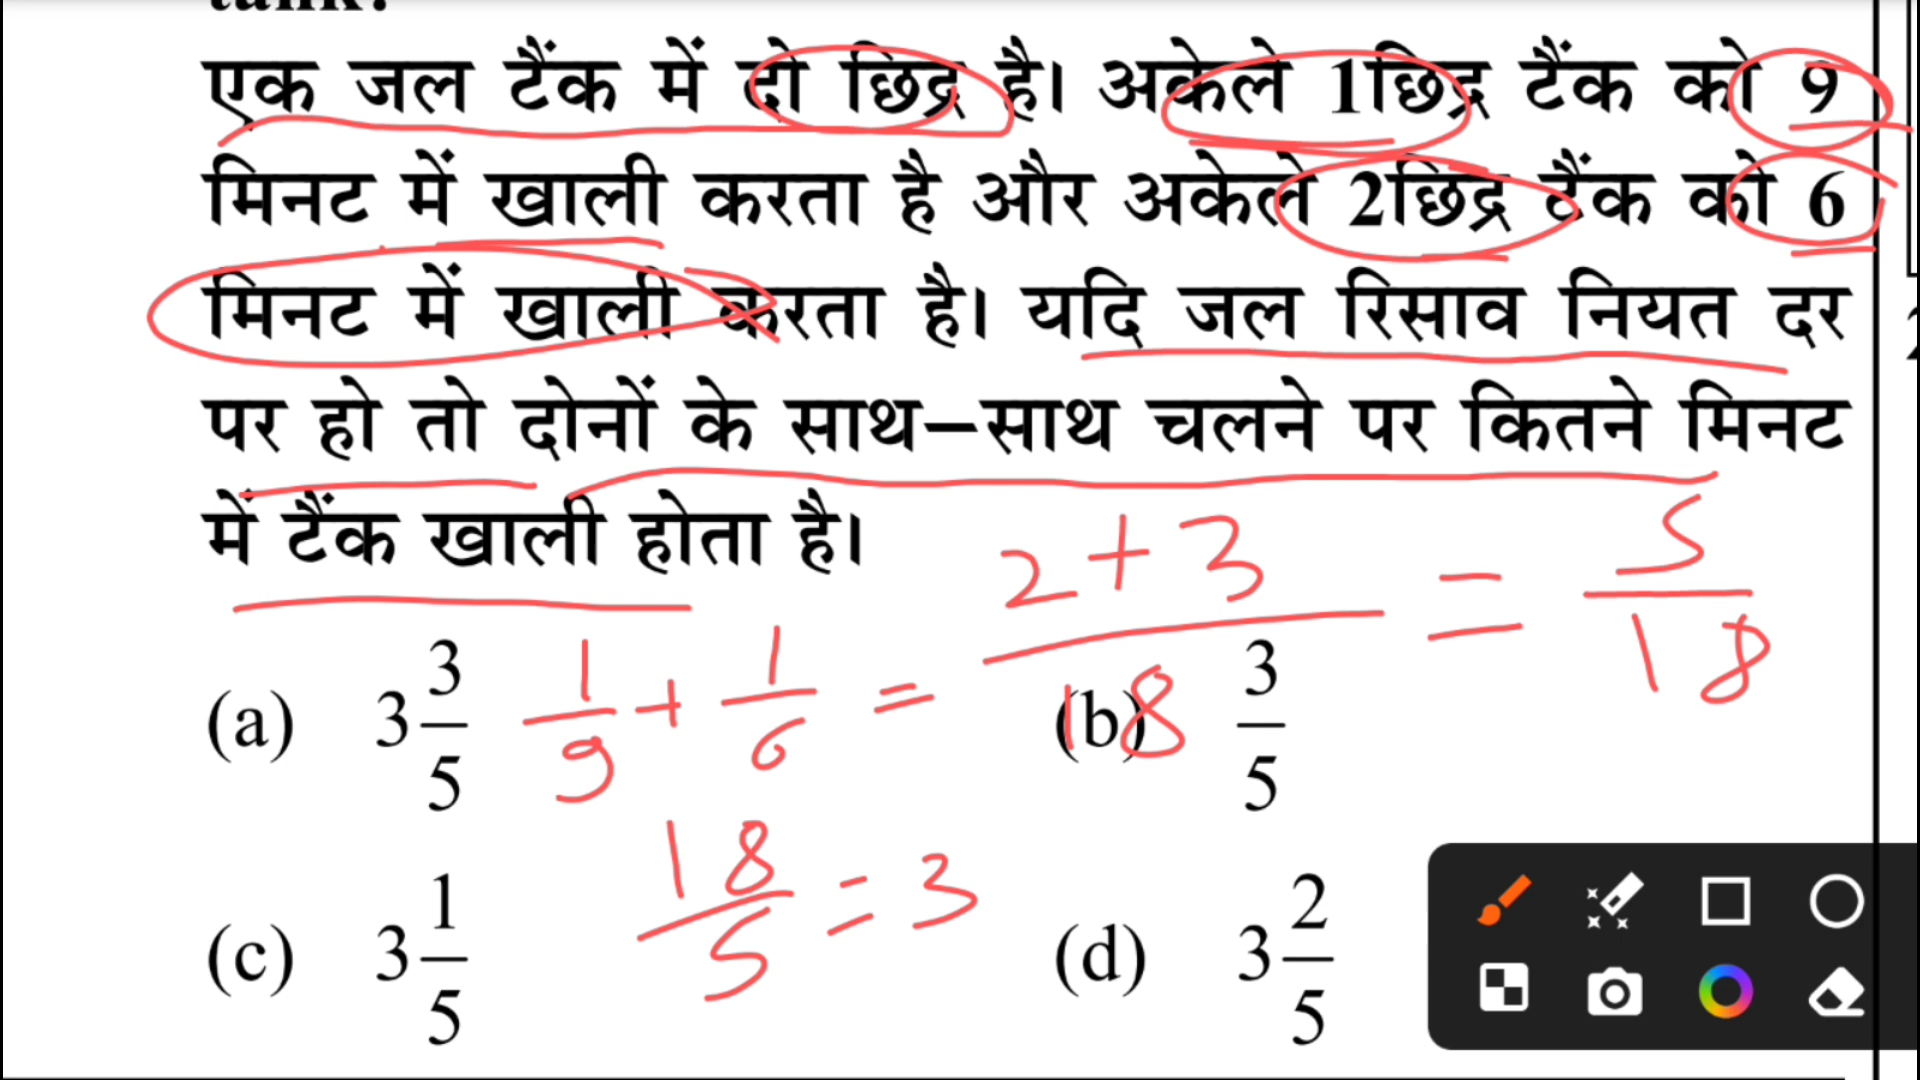 tank?
एक जल टैंक में दो छिद्र है। अकेले 1छिद्र टैंक को 9
मिनट में खाली करता है और अकेले 2छिद्र टैंक को 6
मिनट में खाली करता है। यदि जल रिसाव नियत दर
पर हो तो दोनों के साथ–साथ चलने पर कितने मिनट
में टैंक खाली होता है।
(a) 3 3/5 (b) 3/5
1/9 + 1/6 = 2+3/18 = 5/18
(c) 3 1/5 (d) 3 2/5
18/5 = 3